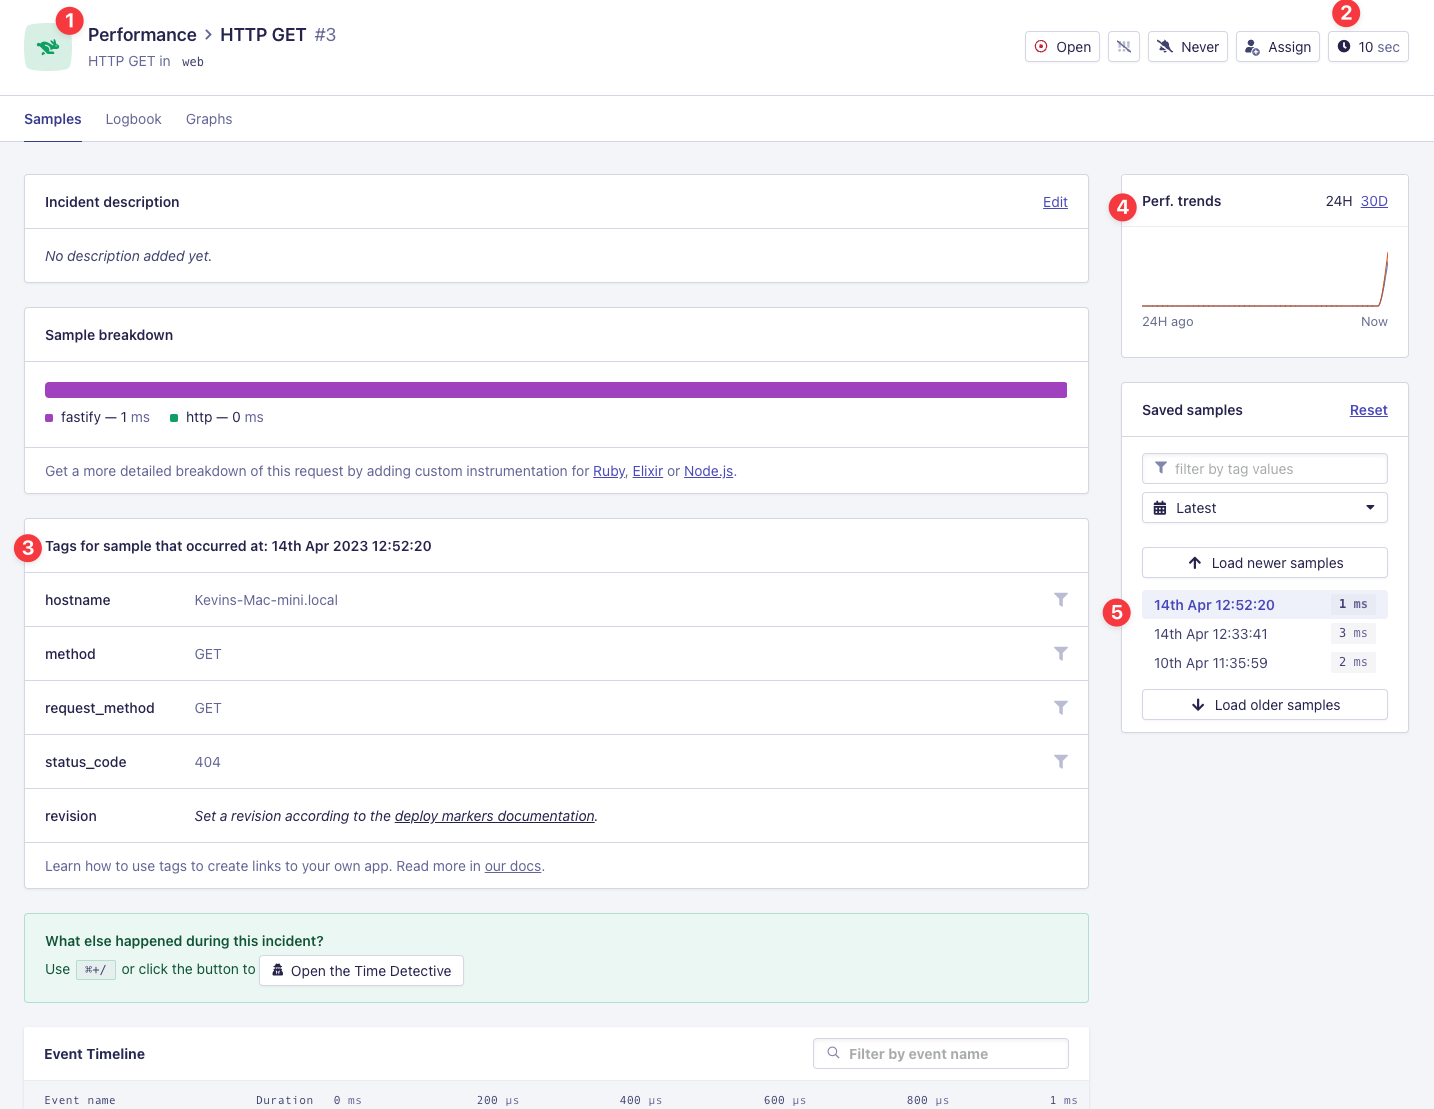 1
2
Performance > HTTP GET #3
HTTP GET in web
Open
Never
Assign
10 sec
Samples
Logbook
Graphs
Incident description
Edit
No description added yet.
Sample breakdown
fastify — 1 ms
http — 0 ms
Get a more detailed breakdown of this request by adding custom instrumentation for Ruby, Elixir or Node.js.
3
Tags for sample that occurred at: 14th Apr 2023 12:52:20
hostname Kevins-Mac-mini.local
method GET
request_method GET
status_code 404
revision Set a revision according to the deploy markers documentation.
Learn how to use tags to create links to your own app. Read more in our docs.
What else happened during this incident?
Use ⌘+/ or click the button to Open the Time Detective
Event Timeline
Filter by event name
Event name Duration 0 ms 200 µs 400 µs 600 µs 800 µs 1 ms
4
Perf. trends
24H 30D
24H ago Now
Saved samples
Reset
filter by tag values
Latest
Load newer samples
5
14th Apr 12:52:20 1 ms
14th Apr 12:33:41 3 ms
10th Apr 11:35:59 2 ms
Load older samples